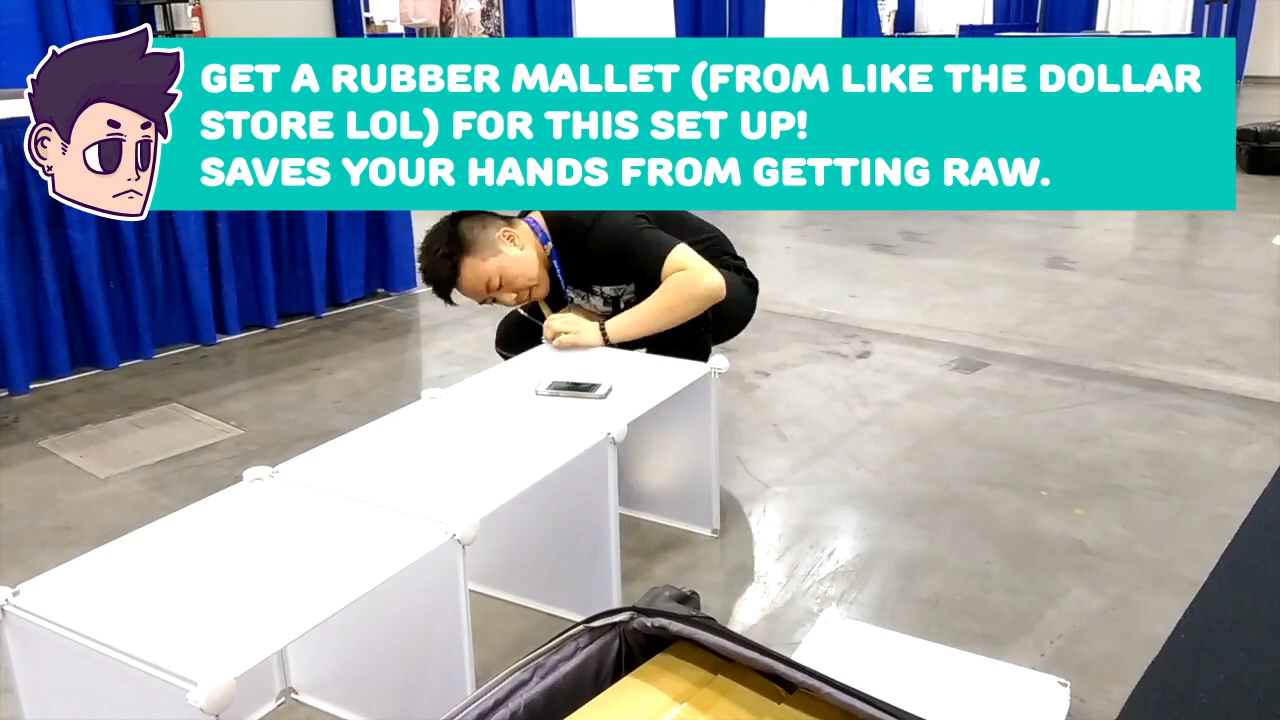 GET A RUBBER MALLET (FROM LIKE THE DOLLAR
STORE LOL) FOR THIS SET UP!
SAVES YOUR HANDS FROM GETTING RAW.